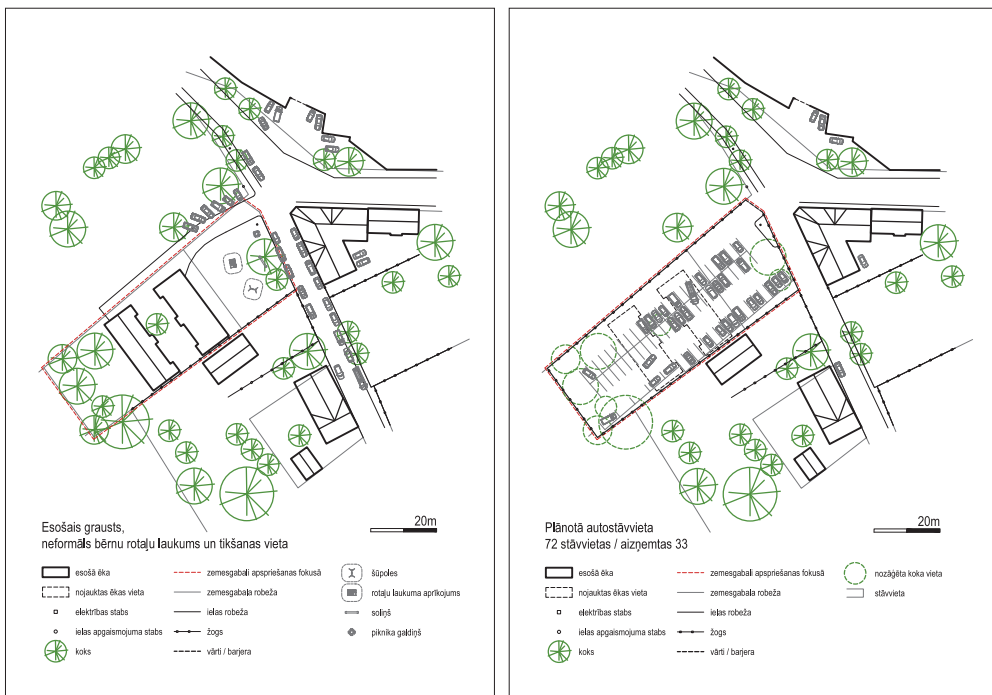 Esošais grausts,
neformāls bērnu rotaļu laukums un tikšanas vieta
20m
esošā ēka
nojauktas ēkas vieta
elektrības stabs
ielas apgaismojuma stabs
koks
zemesgabali apspriešanas fokusā
zemesgabala robeža
ielas robeža
žogs
vārti / barjera
šūpoles
rotaļu laukuma aprīkojums
soliņš
piknika galdiņš
Plānotā autostāvvieta
72 stāvvietas / aizņemtas 33
20m
esošā ēka
nojauktas ēkas vieta
elektrības stabs
ielas apgaismojuma stabs
koks
zemesgabali apspriešanas fokusā
zemesgabala robeža
ielas robeža
žogs
vārti / barjera
nozāģēta koka vieta
stāvvieta